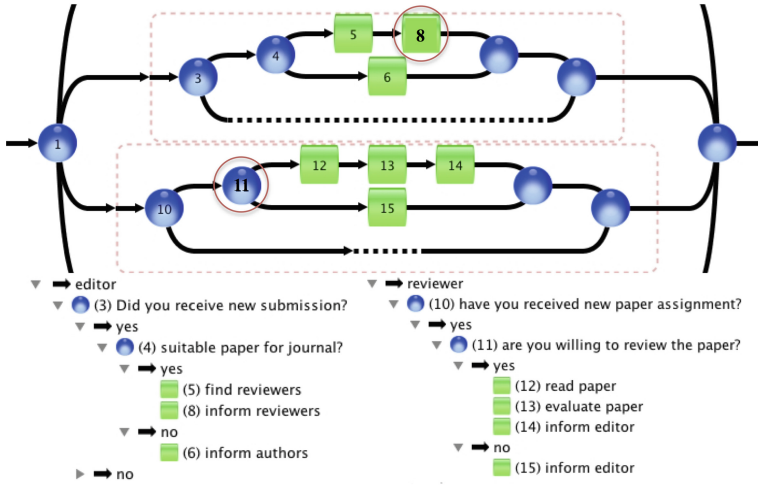 5
8
4
3
6
1
12
13
14
11
10
15
editor
(3) Did you receive new submission?
yes
(4) suitable paper for journal?
yes
(5) find reviewers
(8) inform reviewers
no
(6) inform authors
no
reviewer
(10) have you received new paper assignment?
yes
(11) are you willing to review the paper?
yes
(12) read paper
(13) evaluate paper
(14) inform editor
no
(15) inform editor